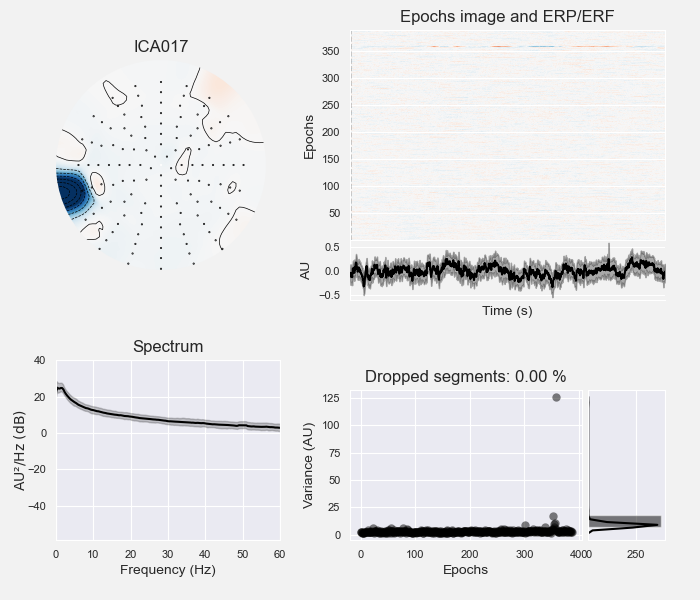 ICA017
Epochs image and ERP/ERF
Epochs
350
300
250
200
150
100
50
AU
0.5
0.0
−0.5
Time (s)
Spectrum
AU²/Hz (dB)
40
20
0
−20
−40
0 10 20 30 40 50 60
Frequency (Hz)
Dropped segments: 0.00 %
Variance (AU)
125
100
75
50
25
0
0 100 200 300 400
Epochs
0 250